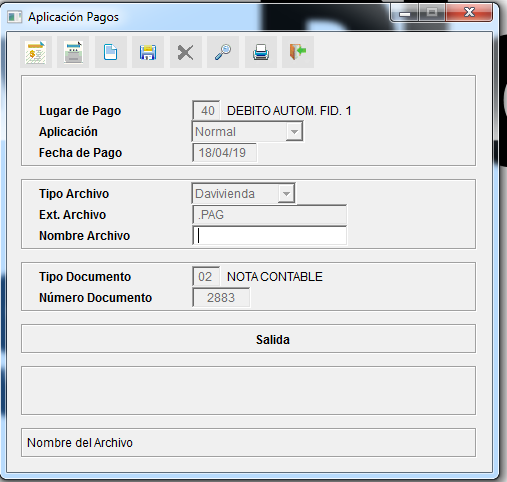 Aplicación Pagos
Lugar de Pago 40 DEBITO AUTOM. FID. 1
Aplicación Normal
Fecha de Pago 18/04/19
Tipo Archivo Davivienda
Ext. Archivo .PAG
Nombre Archivo
Tipo Documento 02 NOTA CONTABLE
Número Documento 2883
Salida
Nombre del Archivo